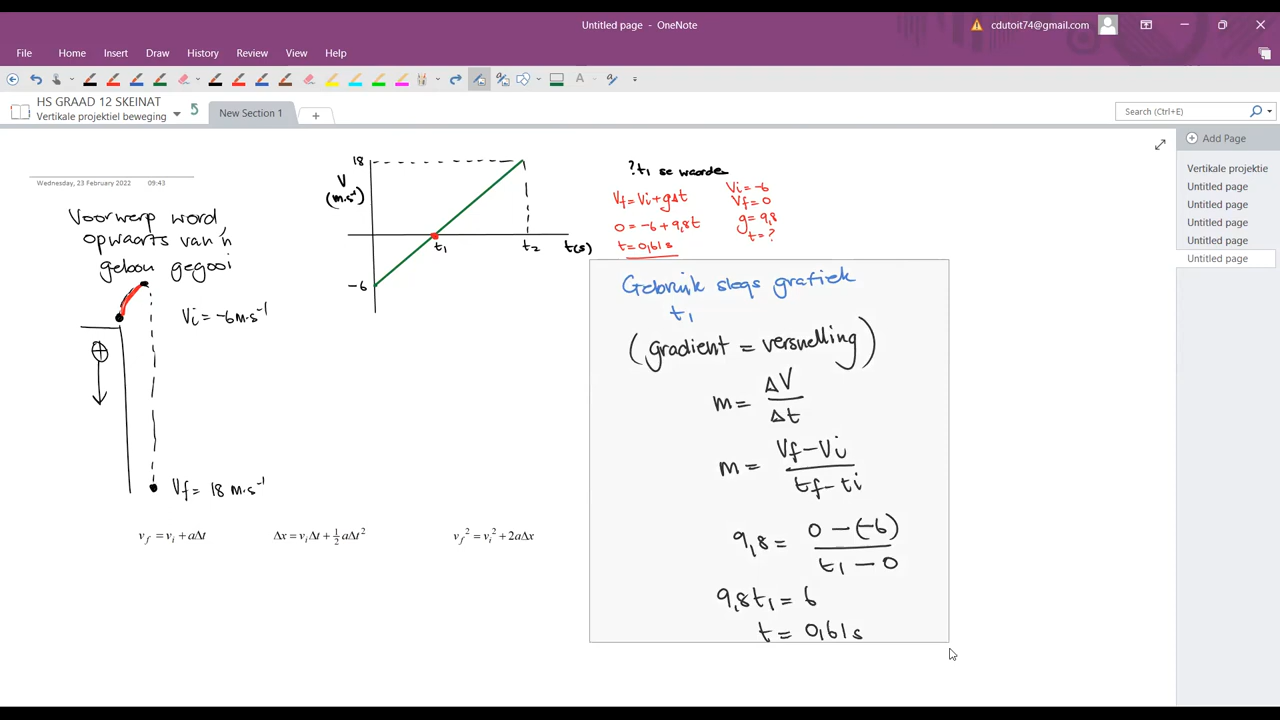 Untitled page - OneNote
cdutoit74@gmail.com
File Home Insert Draw History Review View Help
HS GRAAD 12 SKEINAT
Vertikale projektiel beweging
New Section 1
Search (Ctrl+E)
Add Page
Vertikale projektie
Untitled page
Untitled page
Untitled page
Untitled page
Untitled page
Wednesday, 23 February 2022 09:43
Voorwerp word,
opwaarts van 'n
gebou gegooi
Vi = -6 m·s⁻¹
Vf = 18 m·s⁻¹
18
V
(m·s⁻¹)
t₁
t₂
t(s)
-6
? t₁ se waarde
Vf = Vi + gΔt
0 = -6 + 9,8t
t = 0,61 s
Vi = -6
Vf = 0
g = 9,8
t = ?
Gebruik slegs grafiek
t₁
(gradient = versnelling)
m = ΔV / Δt
m = Vf - Vi / tf - ti
9,8 = 0 - (-6) / t₁ - 0
9,8t₁ = 6
t = 0,61 s
v_f = v_i + aΔt
Δx = v_iΔt + ½aΔt²
v_f² = v_i² + 2aΔx